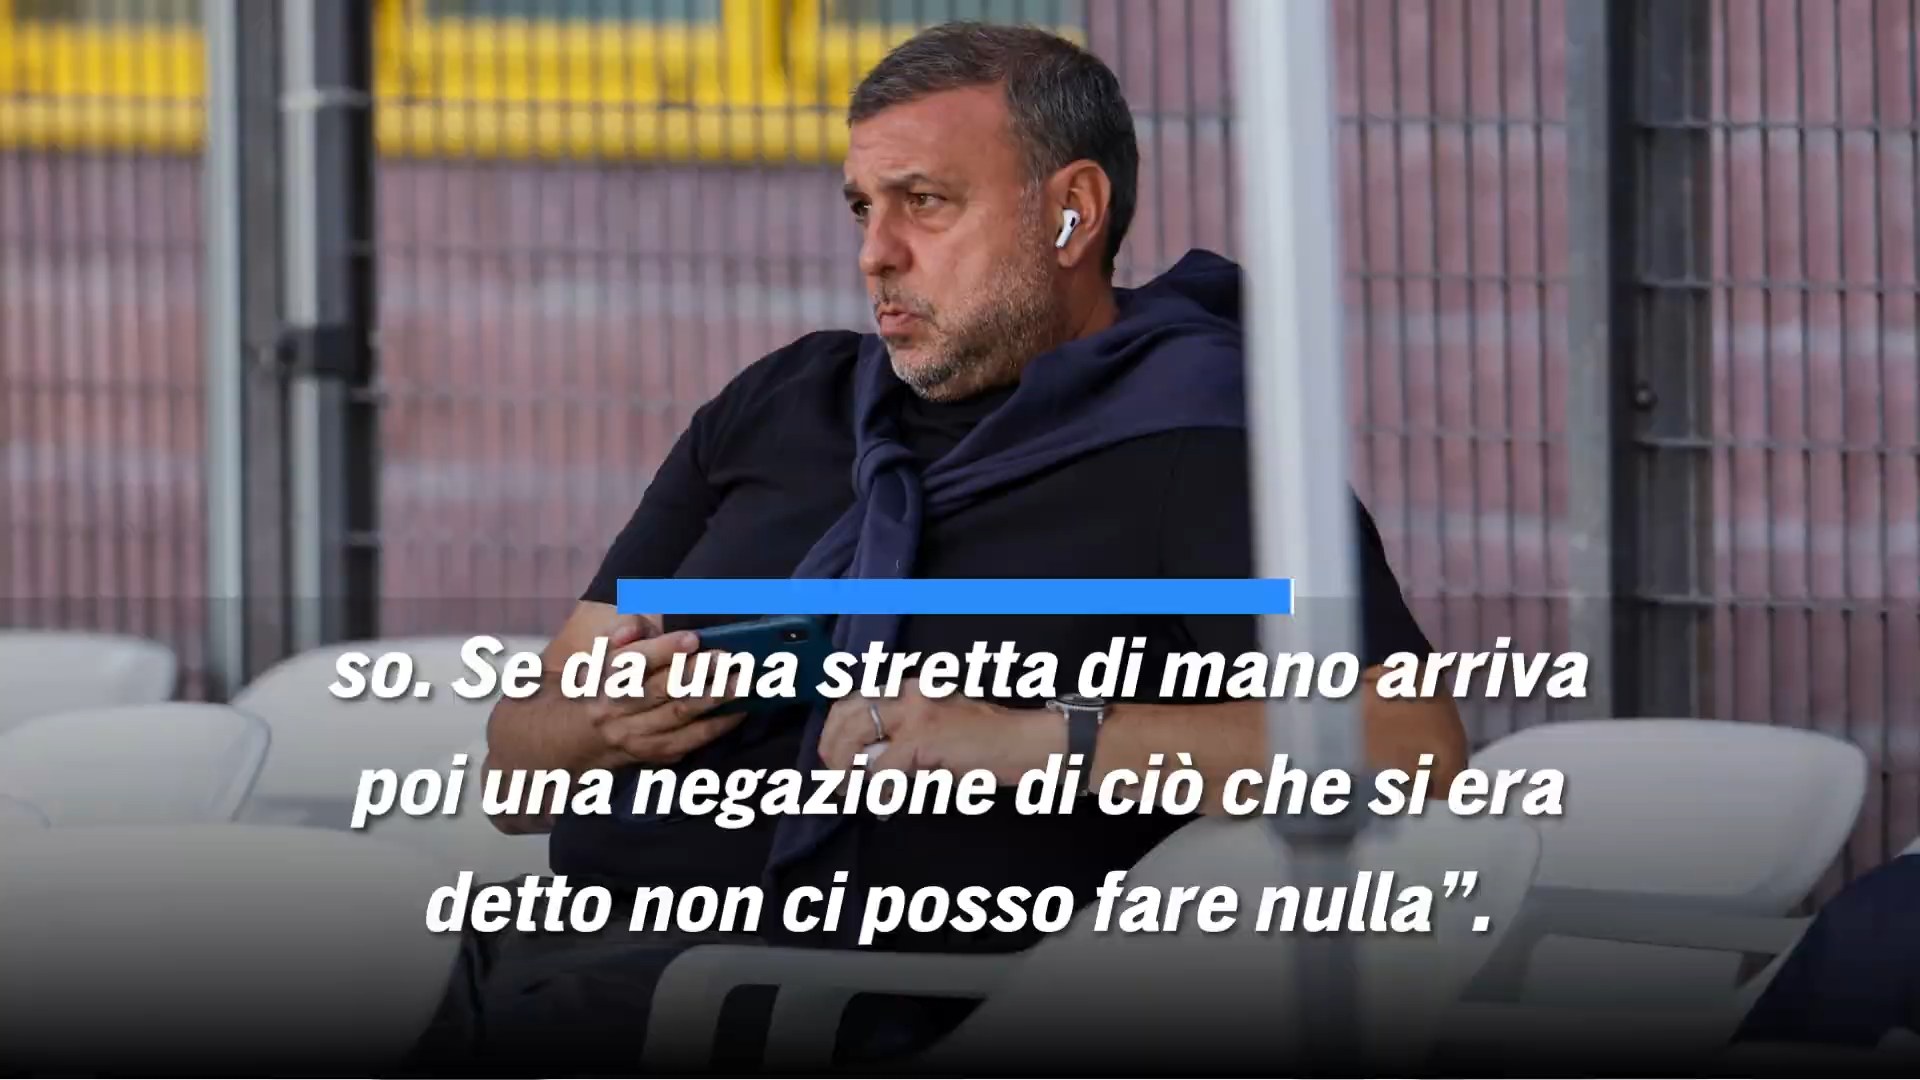 so. Se da una stretta di mano arriva
poi una negazione di ciò che si era
detto non ci posso fare nulla”.